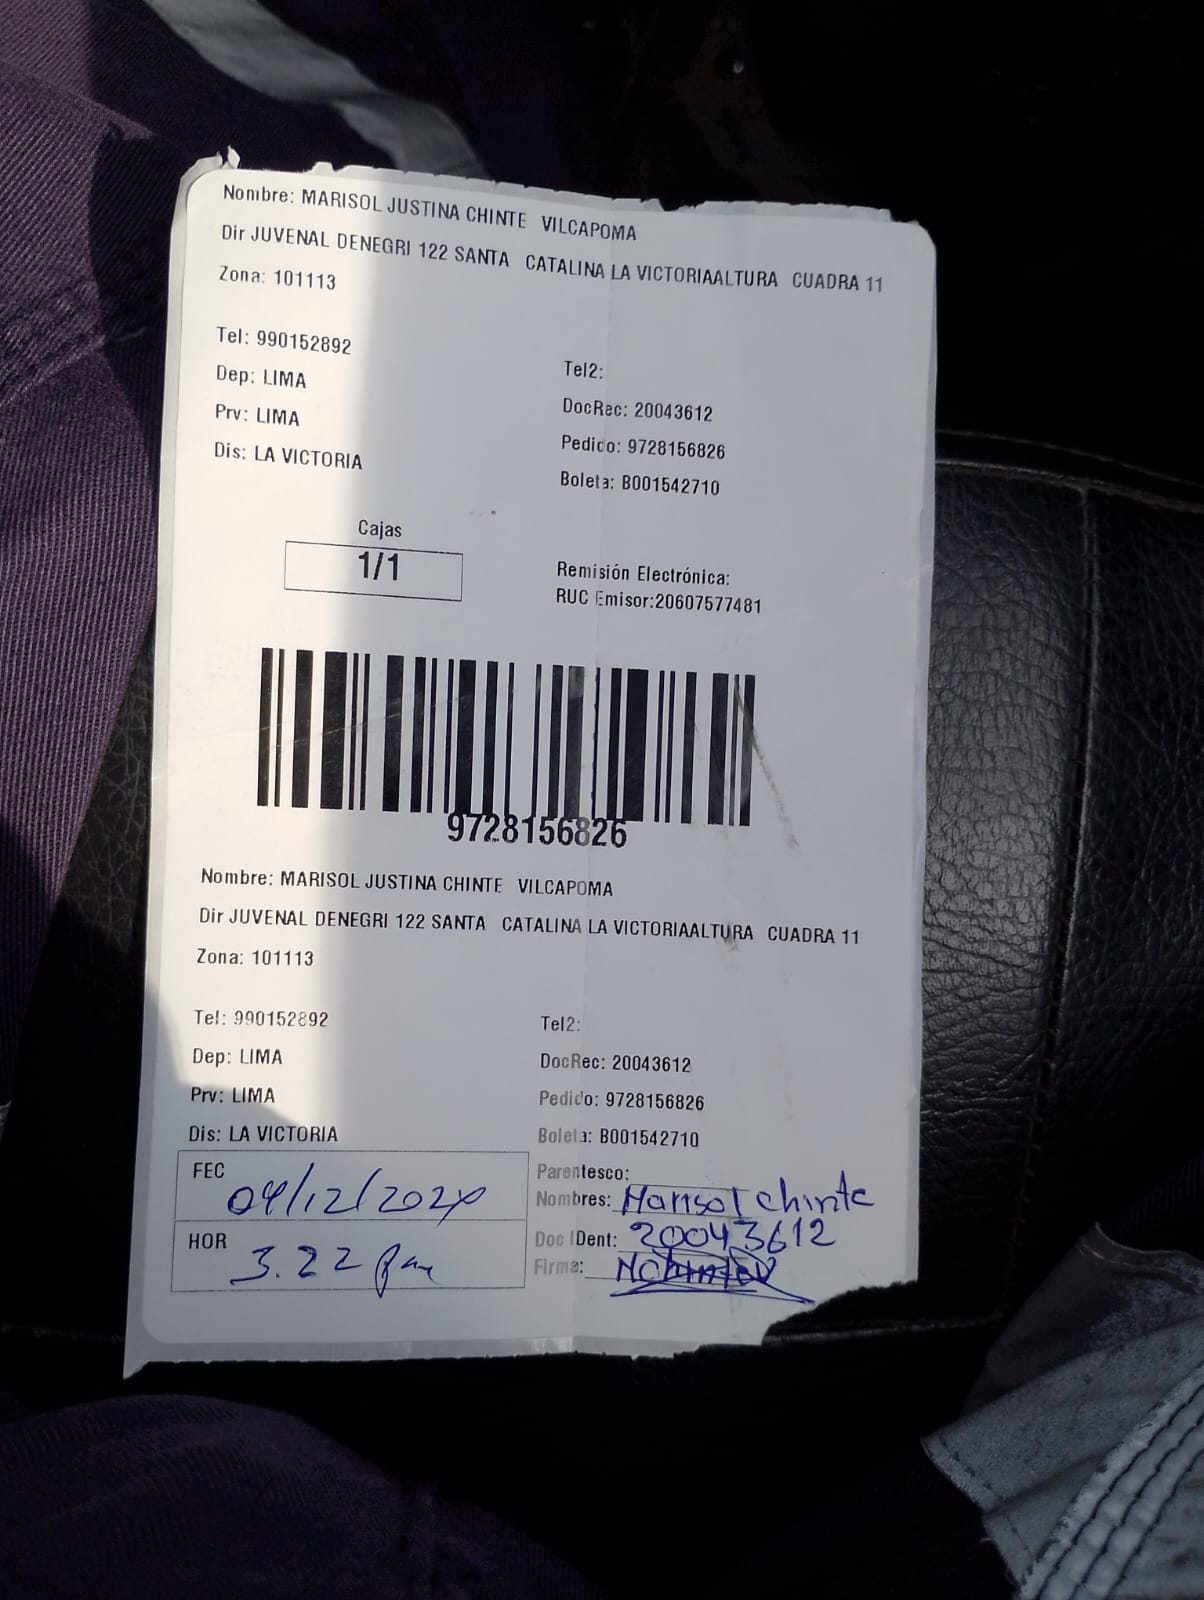 Nombre: MARISOL JUSTINA CHINTE VILCAPOMA
Dir JUVENAL DENEGRI 122 SANTA CATALINA LA VICTORIAALTURA CUADRA 11
Zona: 101113
Tel: 990152892
Tel2:
Dep: LIMA
DocRec: 20043612
Prv: LIMA
Pedido: 9728156826
Dis: LA VICTORIA
Boleta: B001542710
Cajas
1/1
Remisión Electrónica:
RUC Emisor:20607577481
9728156826
Nombre: MARISOL JUSTINA CHINTE VILCAPOMA
Dir JUVENAL DENEGRI 122 SANTA CATALINA LA VICTORIAALTURA CUADRA 11
Zona: 101113
Tel: 990152892
Tel2:
Dep: LIMA
DocRec: 20043612
Prv: LIMA
Pedido: 9728156826
Dis: LA VICTORIA
Boleta: B001542710
FEC 04/12/2024
Parentesco:
Nombres: Marisol Chinte
HOR 3.22 pm
Doc IDent: 20043612
Firma: